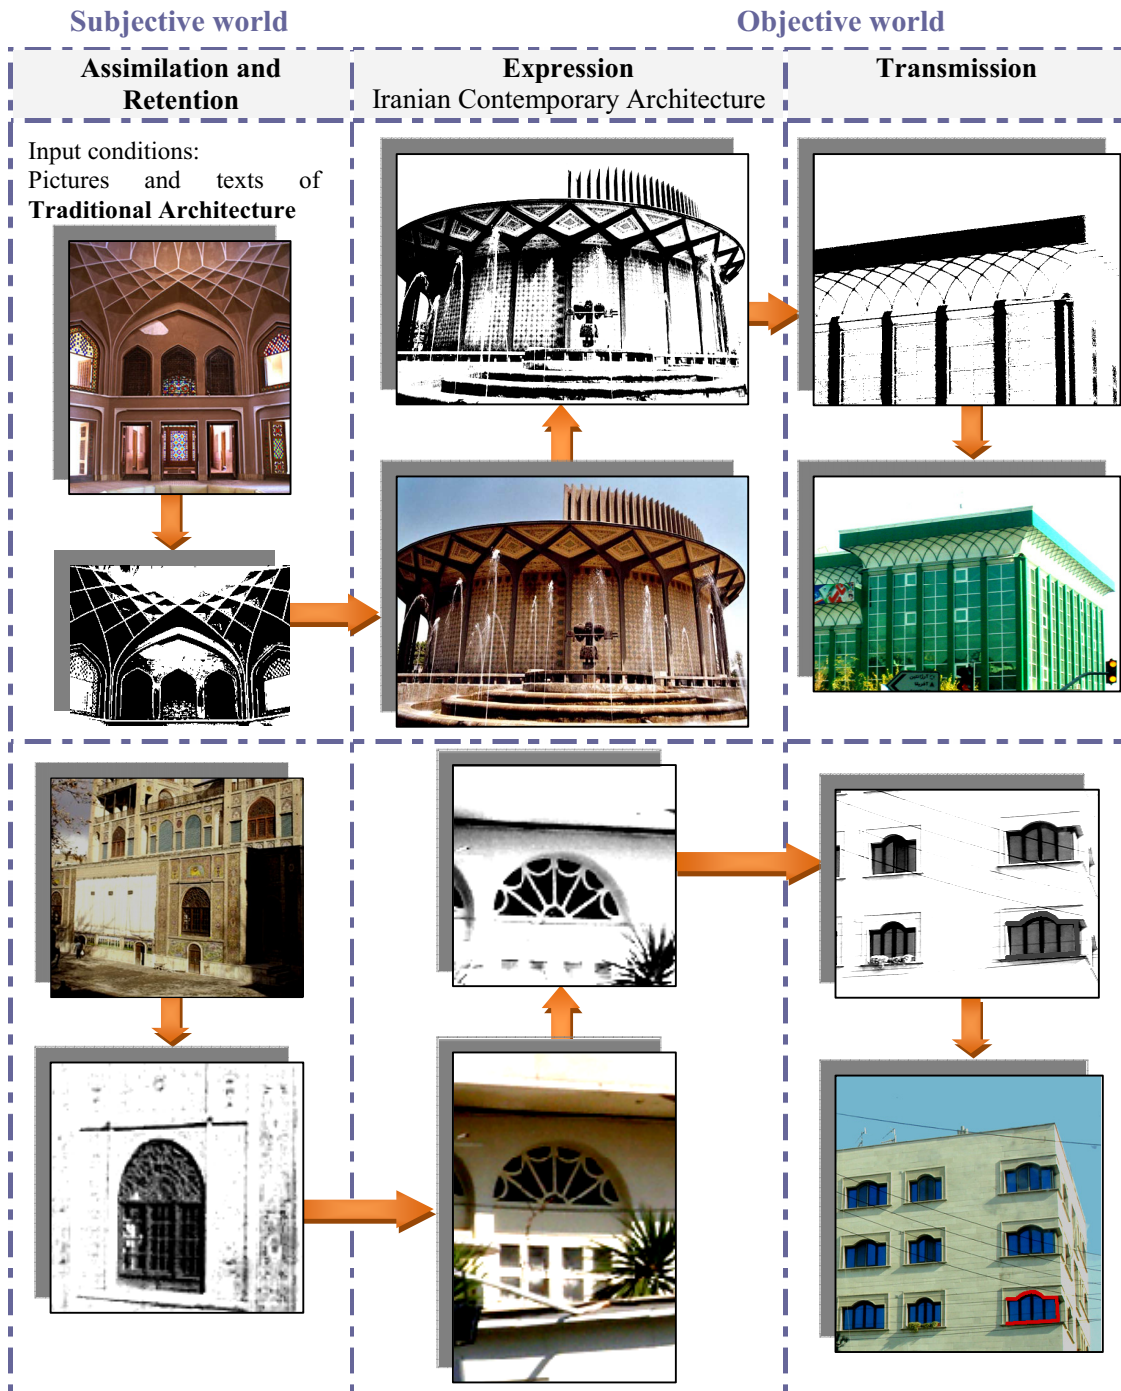 Subjective world
Objective world
Assimilation and
Retention
Expression
Iranian Contemporary Architecture
Transmission
Input conditions:
Pictures and texts of
Traditional Architecture